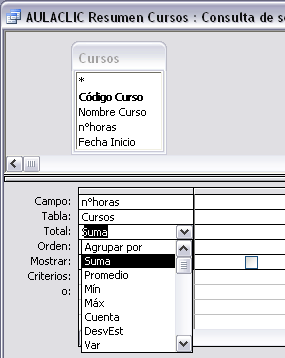 AULACLIC Resumen Cursos : Consulta de se
Cursos
*
Código Curso
Nombre Curso
nºhoras
Fecha Inicio
Campo: nºhoras
Tabla: Cursos
Total: Suma
Orden: Agrupar por
Mostrar: Suma
Criterios: Promedio
o: Mín
Máx
Cuenta
DesvEst
Var